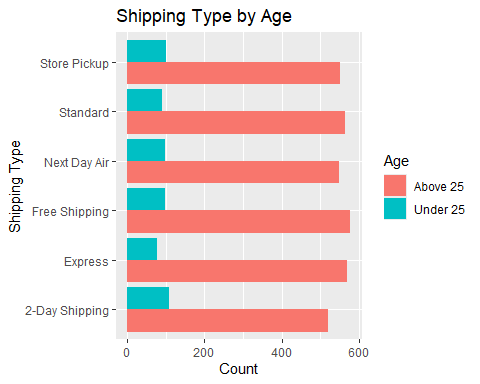 Shipping Type by Age
Shipping Type
Store Pickup
Standard
Next Day Air
Free Shipping
Express
2-Day Shipping
0
200
400
600
Count
Age
Above 25
Under 25